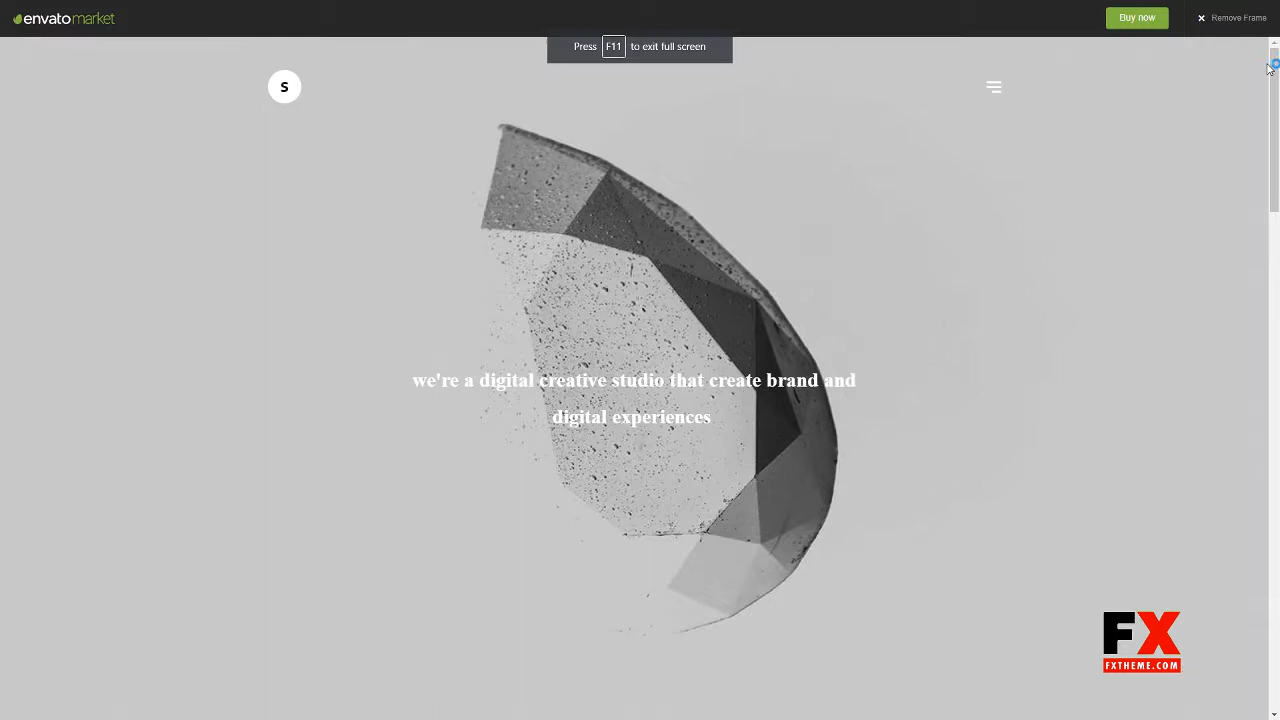 envatomarket
Buy now
Remove Frame
Press F11 to exit full screen
S
we're a digital creative studio that create brand and
digital experiences
FX
FXTHEME.COM